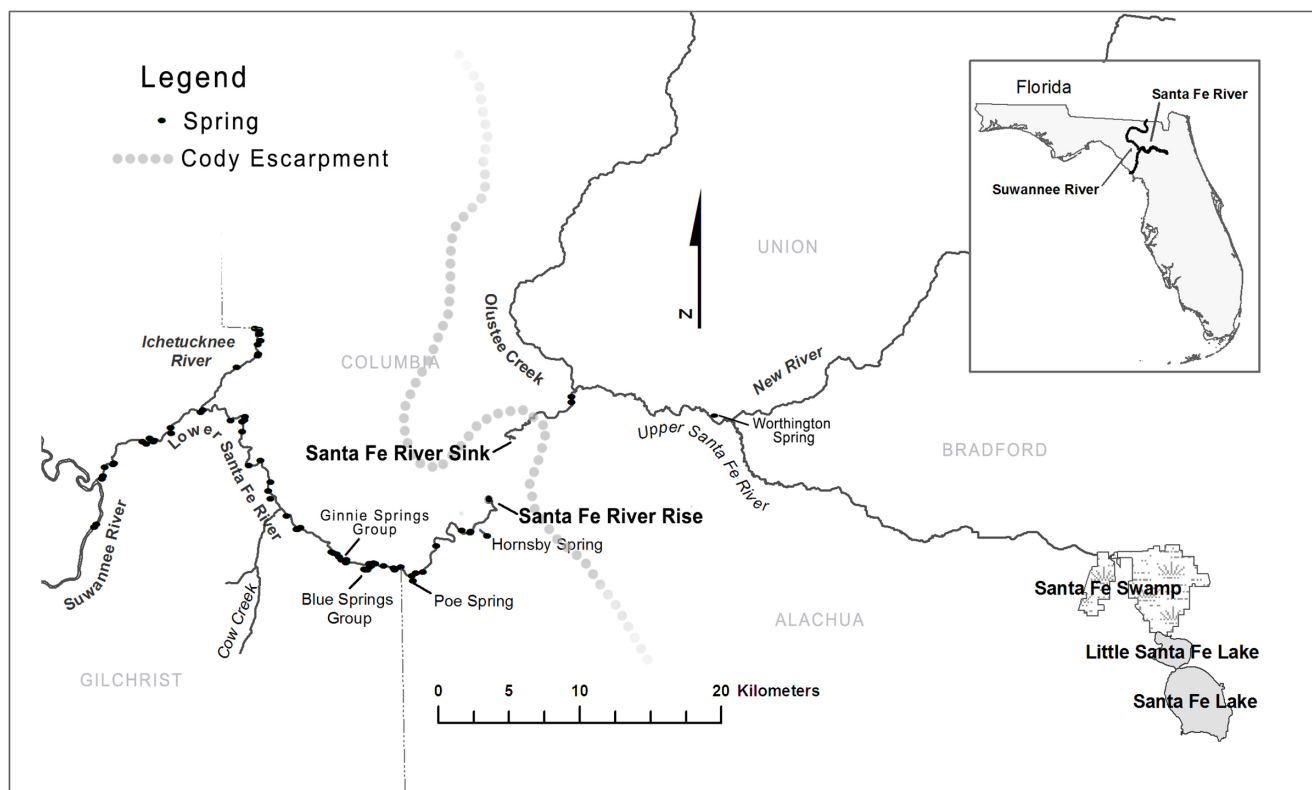 Legend
Spring
Cody Escarpment
Florida
Santa Fe River
Suwannee River
UNION
N
Olustee Creek
Ichetucknee
River
COLUMBIA
New River
Worthington
Spring
Upper Santa Fe River
BRADFORD
Lower Santa Fe River
Santa Fe River Sink
Santa Fe River Rise
Ginnie Springs
Group
Hornsby Spring
Suwannee River
Cow Creek
Blue Springs
Group
Poe Spring
Santa Fe Swamp
ALACHUA
Little Santa Fe Lake
GILCHRIST
Santa Fe Lake
0 5 10 20 Kilometers